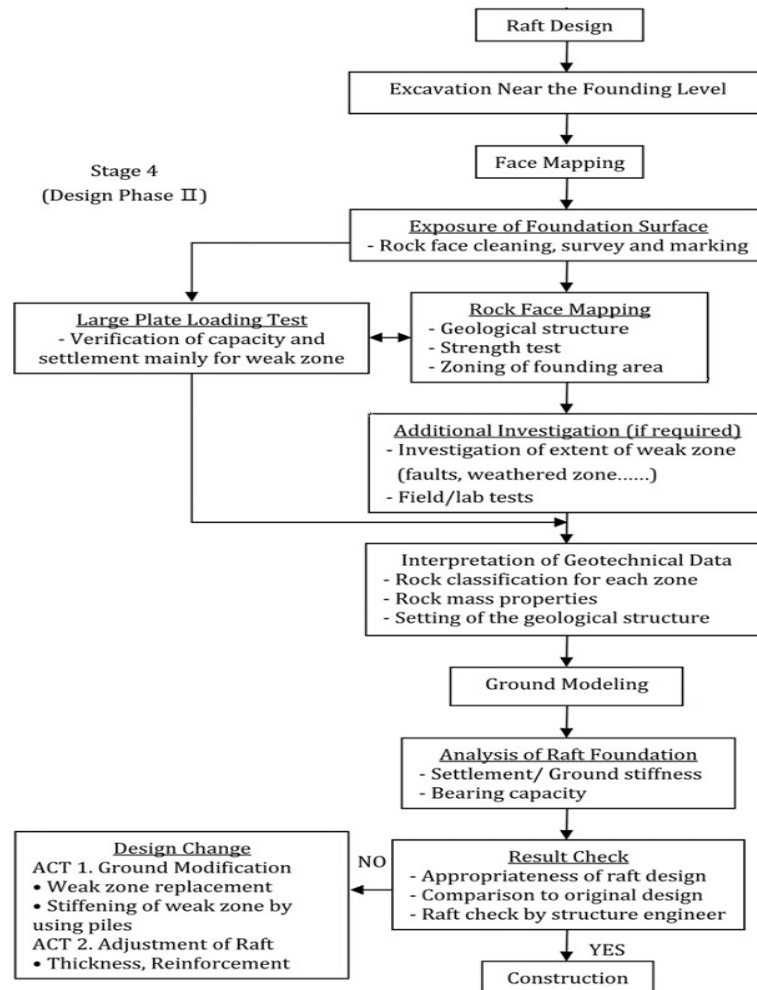 Raft Design
Excavation Near the Founding Level
Face Mapping
Stage 4
(Design Phase Ⅱ)
Exposure of Foundation Surface
- Rock face cleaning, survey and marking
Large Plate Loading Test
- Verification of capacity and
settlement mainly for weak zone
Rock Face Mapping
- Geological structure
- Strength test
- Zoning of founding area
Additional Investigation (if required)
- Investigation of extent of weak zone
(faults, weathered zone......)
- Field/lab tests
Interpretation of Geotechnical Data
- Rock classification for each zone
- Rock mass properties
- Setting of the geological structure
Ground Modeling
Analysis of Raft Foundation
- Settlement/ Ground stiffness
- Bearing capacity
Design Change
ACT 1. Ground Modification
• Weak zone replacement
• Stiffening of weak zone by
using piles
ACT 2. Adjustment of Raft
• Thickness, Reinforcement
NO
Result Check
- Appropriateness of raft design
- Comparison to original design
- Raft check by structure engineer
YES
Construction